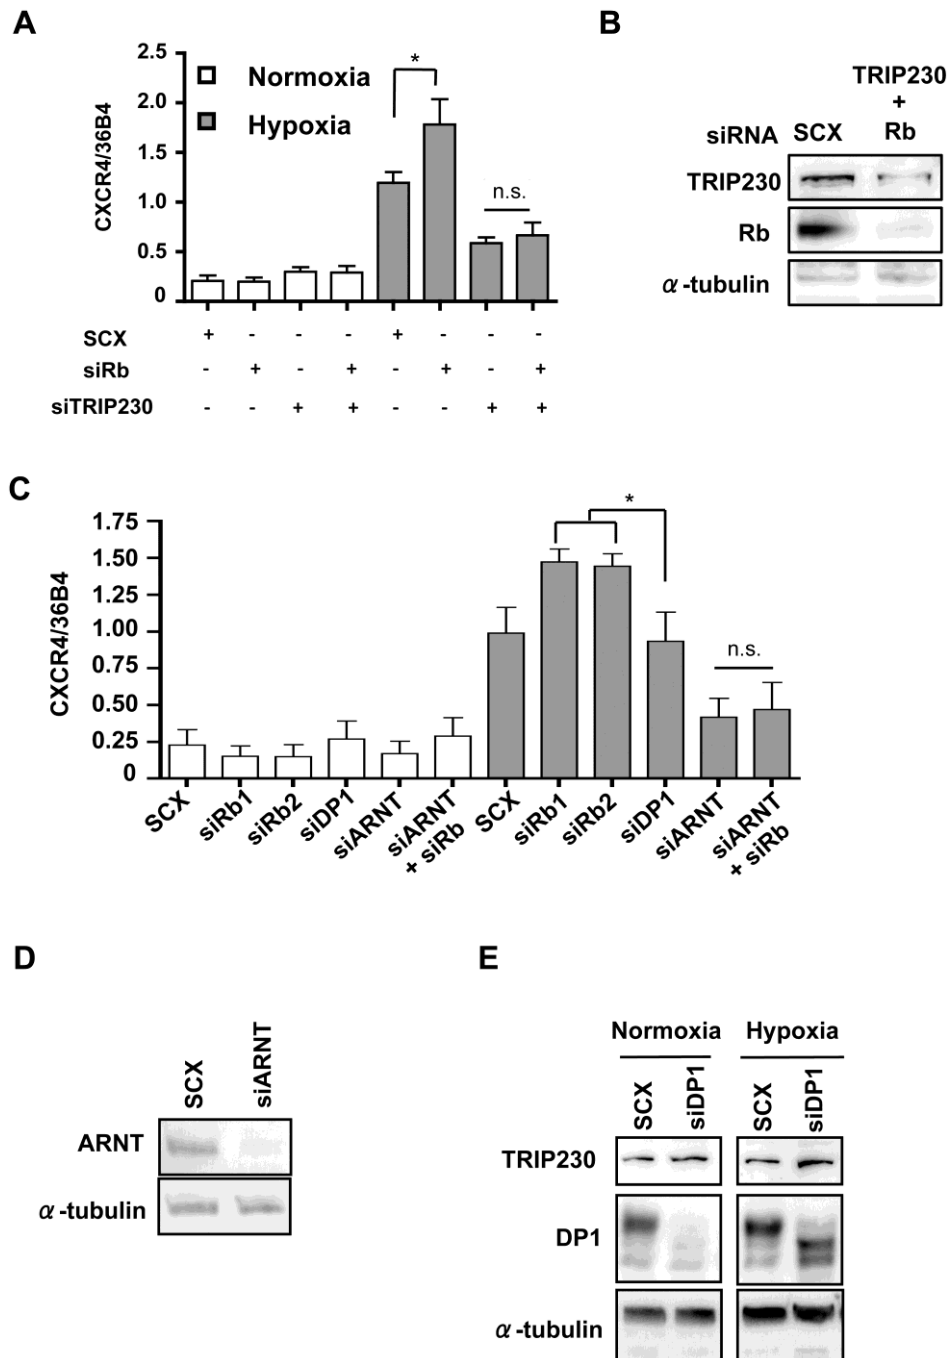 A
2.5
2.0
1.5
1.0
0.5
0
CXCR4/36B4
Normoxia
Hypoxia
*
n.s.
SCX + - - - + - - -
siRb - + - + - + - +
siTRIP230 - - + + - - + +
B
TRIP230
+
siRNA SCX Rb
TRIP230
Rb
α-tubulin
C
1.75
1.50
1.25
1.00
0.75
0.50
0.25
0
CXCR4/36B4
*
n.s.
SCX
siRb1
siRb2
siDP1
siARNT
siARNT
+ siRb
SCX
siRb1
siRb2
siDP1
siARNT
siARNT
+ siRb
D
SCX
siARNT
ARNT
α-tubulin
E
Normoxia Hypoxia
SCX
siDP1
SCX
siDP1
TRIP230
DP1
α-tubulin